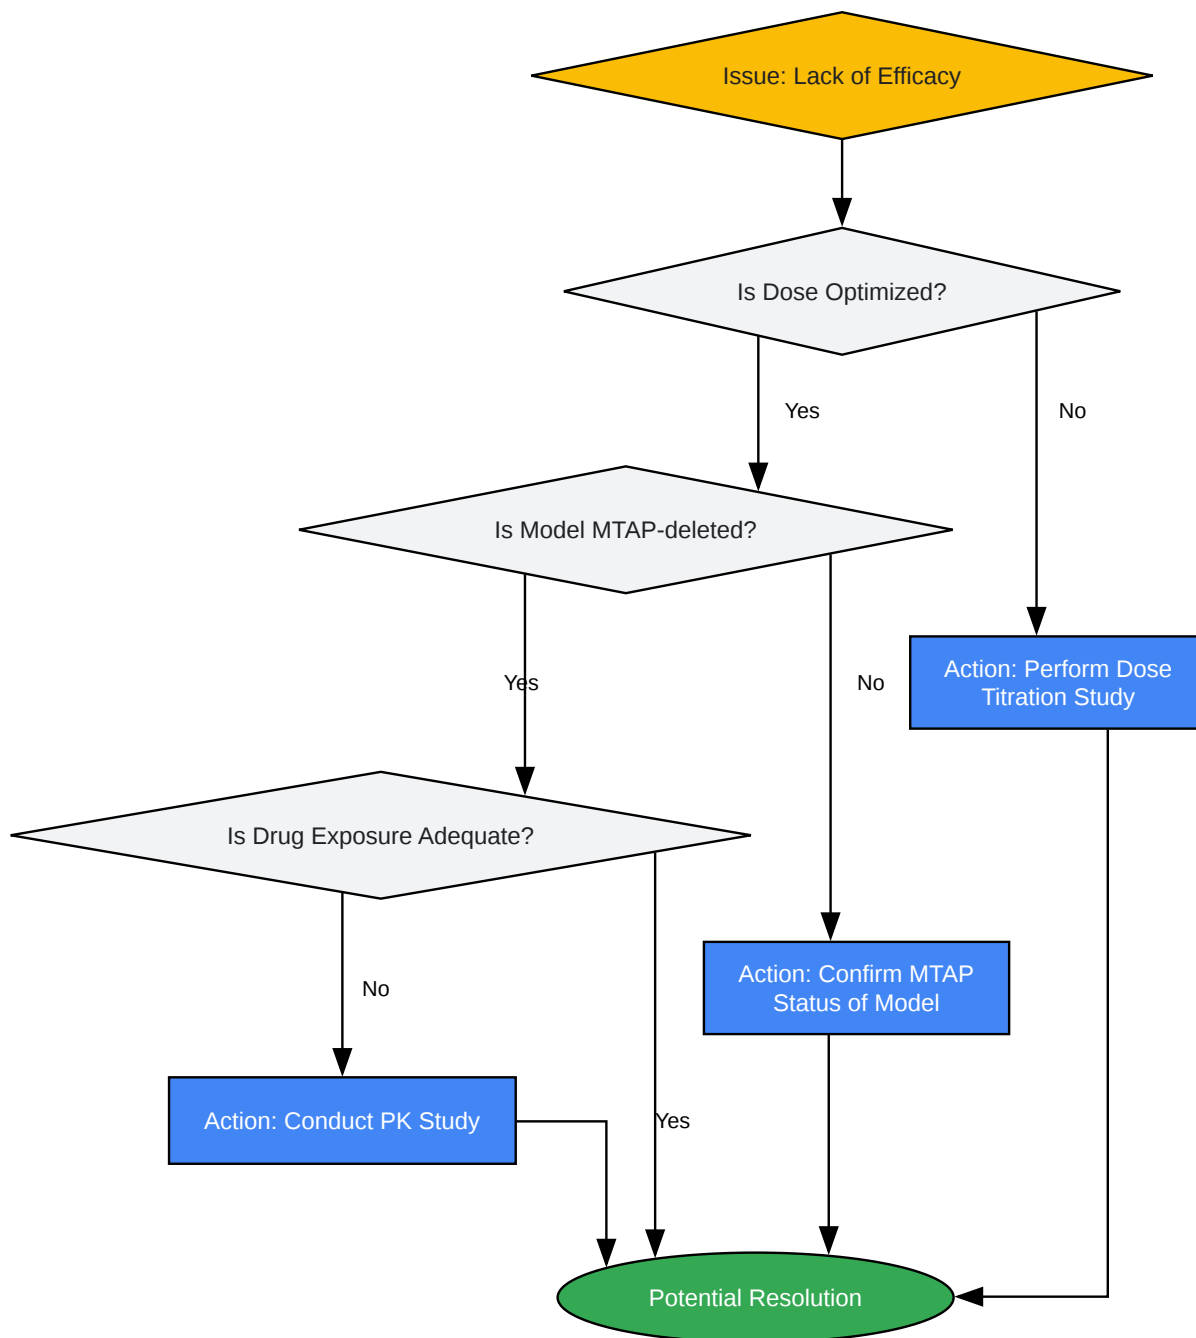 Issue: Lack of Efficacy
Is Dose Optimized?
Yes
No
Is Model MTAP-deleted?
Yes
No
Action: Perform Dose
Titration Study
Is Drug Exposure Adequate?
No
Action: Confirm MTAP
Status of Model
Action: Conduct PK Study
Yes
Potential Resolution